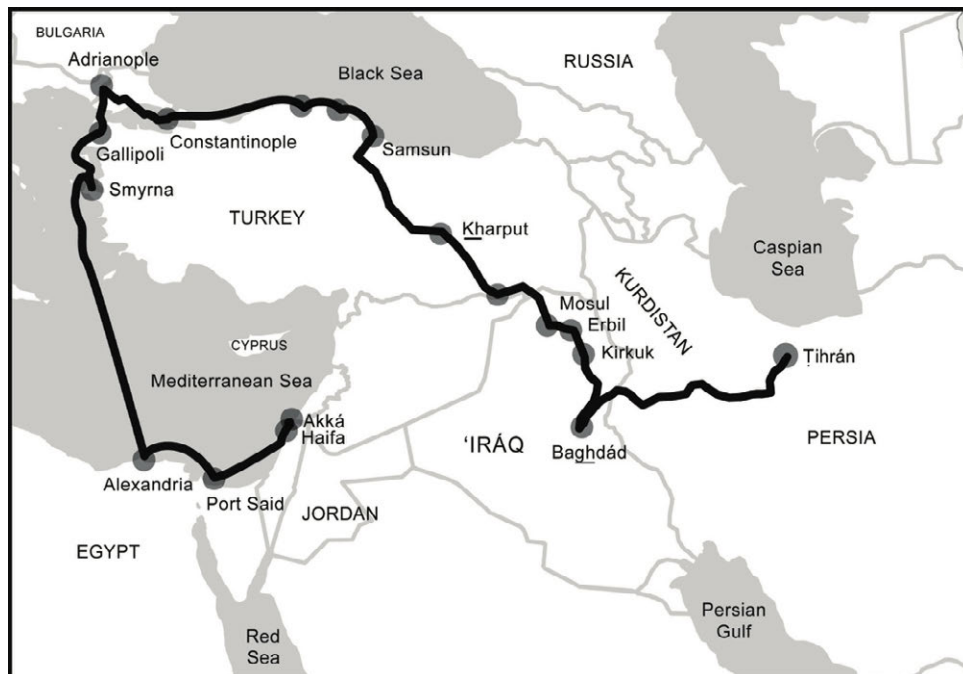 BULGARIA
Adrianople
Black Sea
RUSSIA
Constantinople
Gallipoli
Samsun
Smyrna
TURKEY
Kharput
Caspian
Sea
KURDISTAN
Mosul
Erbil
Kirkuk
CYPRUS
Ṭihrán
Mediterranean Sea
Akká
Haifa
'IRÁQ
PERSIA
Baghdád
Alexandria
Port Said
JORDAN
EGYPT
Persian
Gulf
Red
Sea